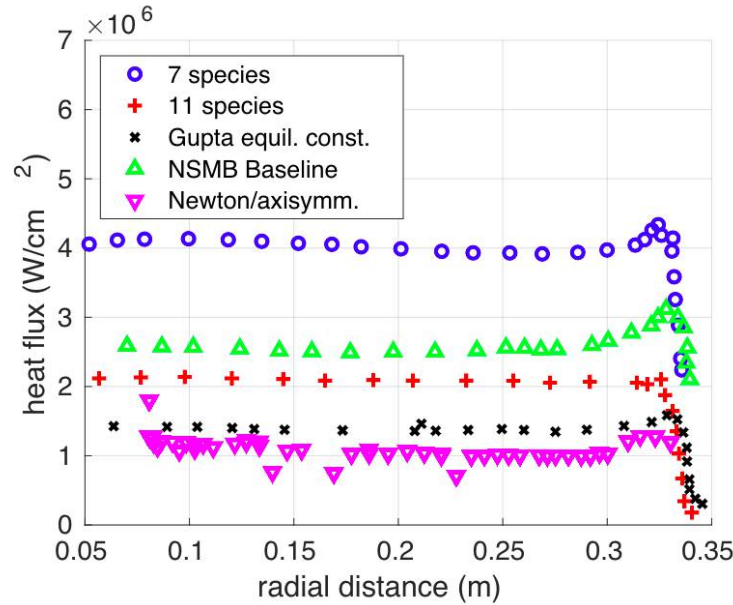 ×10^6
7
6
5
4
3
2
1
0
heat flux (W/cm^2)
7 species
11 species
Gupta equil. const.
NSMB Baseline
Newton/axisymm.
0.05 0.1 0.15 0.2 0.25 0.3 0.35
radial distance (m)